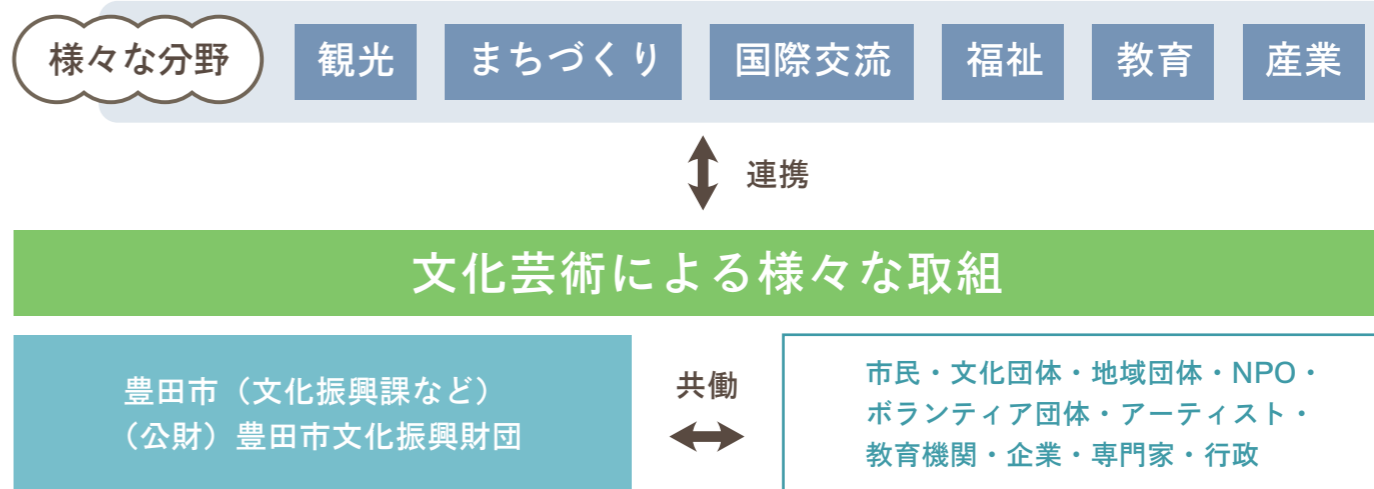 様々な分野 観光 まちづくり 国際交流 福祉 教育 産業
連携
文化芸術による様々な取組
豊田市（文化振興課など）
（公財）豊田市文化振興財団
共働
市民・文化団体・地域団体・NPO・
ボランティア団体・アーティスト・
教育機関・企業・専門家・行政